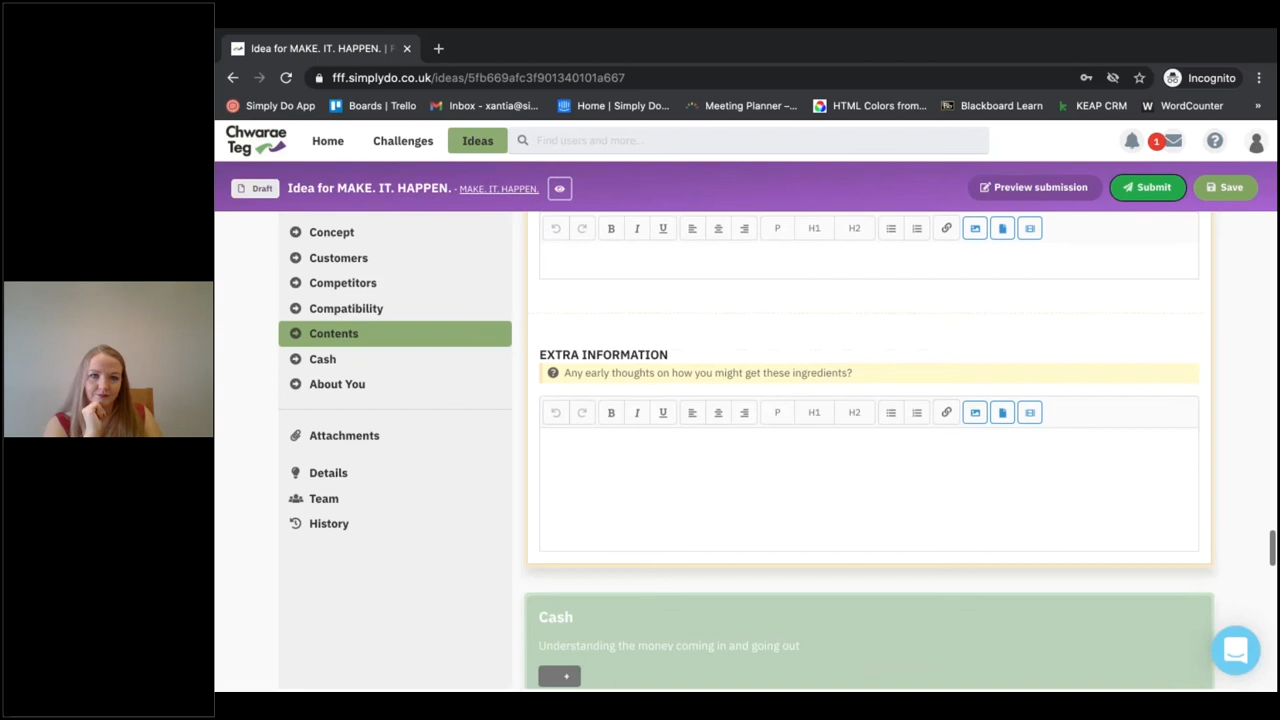 Idea for MAKE. IT. HAPPEN. | F
fff.simplydo.co.uk/ideas/5fb669afc3f901340101a667
Incognito
Simply Do App
Boards | Trello
Inbox - xantia@si...
Home | Simply Do...
Meeting Planner –...
HTML Colors from...
Bb
Blackboard Learn
k
KEAP CRM
W
WordCounter
»
Chwarae
Teg
Home
Challenges
Ideas
Find users and more...
1
Draft
Idea for MAKE. IT. HAPPEN. - MAKE. IT. HAPPEN.
Preview submission
Submit
Save
Concept
Customers
Competitors
Compatibility
Contents
Cash
About You
Attachments
Details
Team
History
B I U P H1 H2
EXTRA INFORMATION
Any early thoughts on how you might get these ingredients?
B I U P H1 H2
Cash
Understanding the money coming in and going out
+